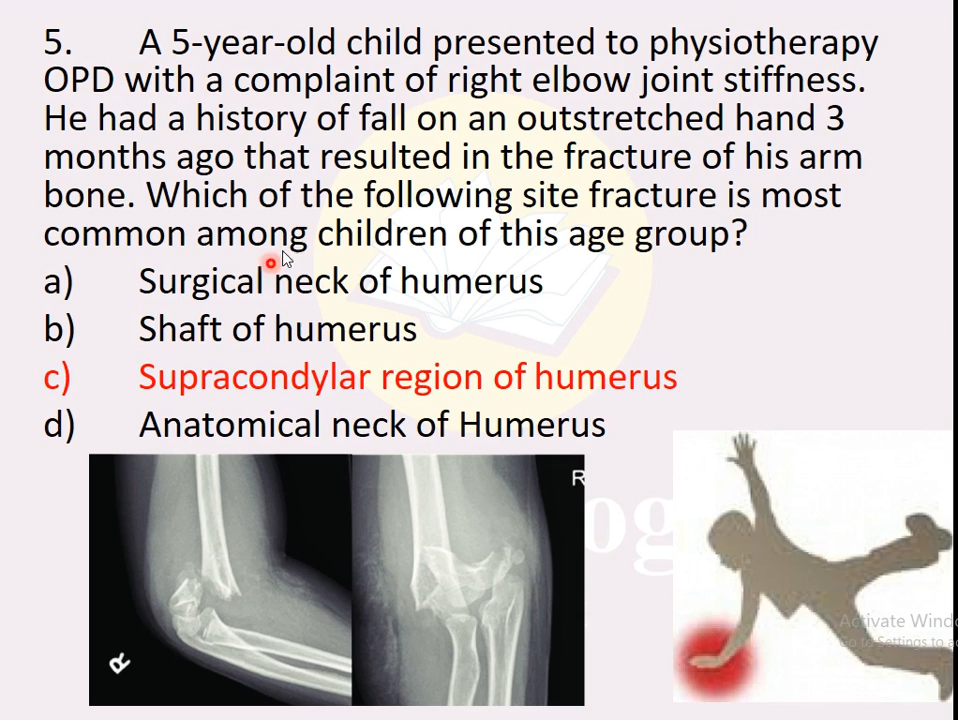 5. A 5-year-old child presented to physiotherapy
OPD with a complaint of right elbow joint stiffness.
He had a history of fall on an outstretched hand 3
months ago that resulted in the fracture of his arm
bone. Which of the following site fracture is most
common among children of this age group?
a) Surgical neck of humerus
b) Shaft of humerus
c) Supracondylar region of humerus
d) Anatomical neck of Humerus
R
og
R
Activate Windo
Go to Settings to a